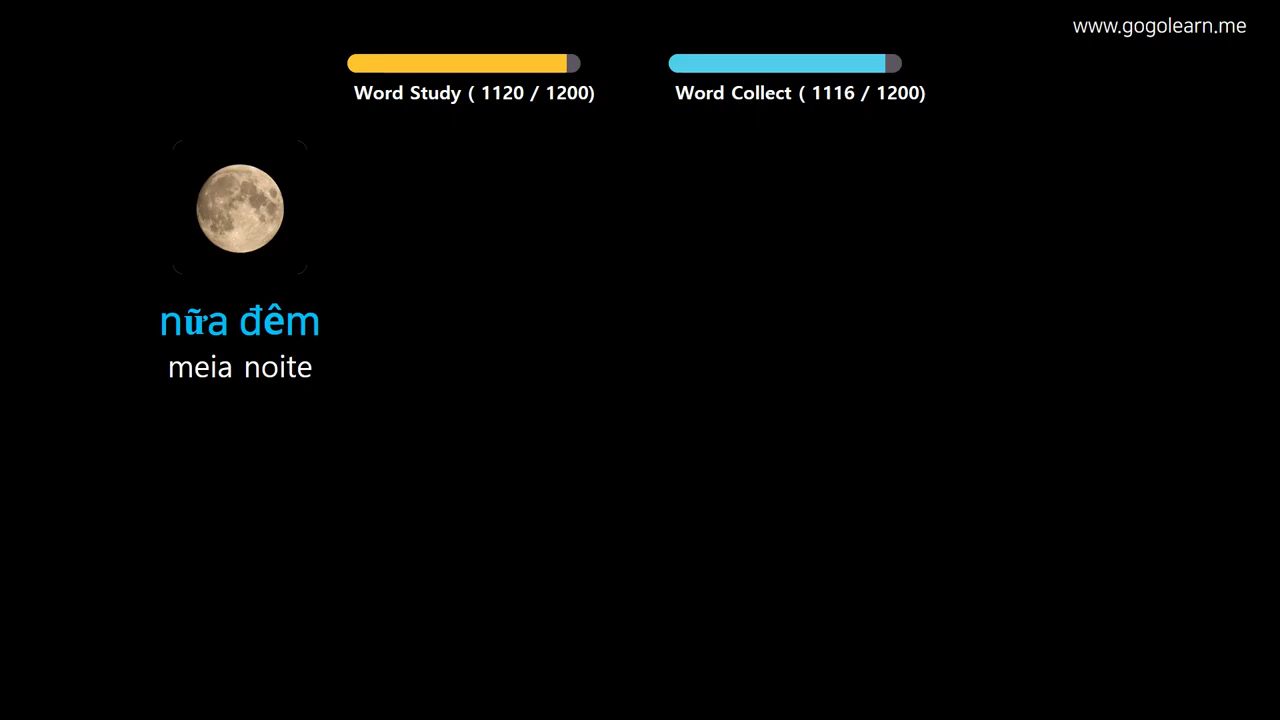 www.gogolearn.me
Word Study ( 1120 / 1200)
Word Collect ( 1116 / 1200)
nữa đêm
meia noite